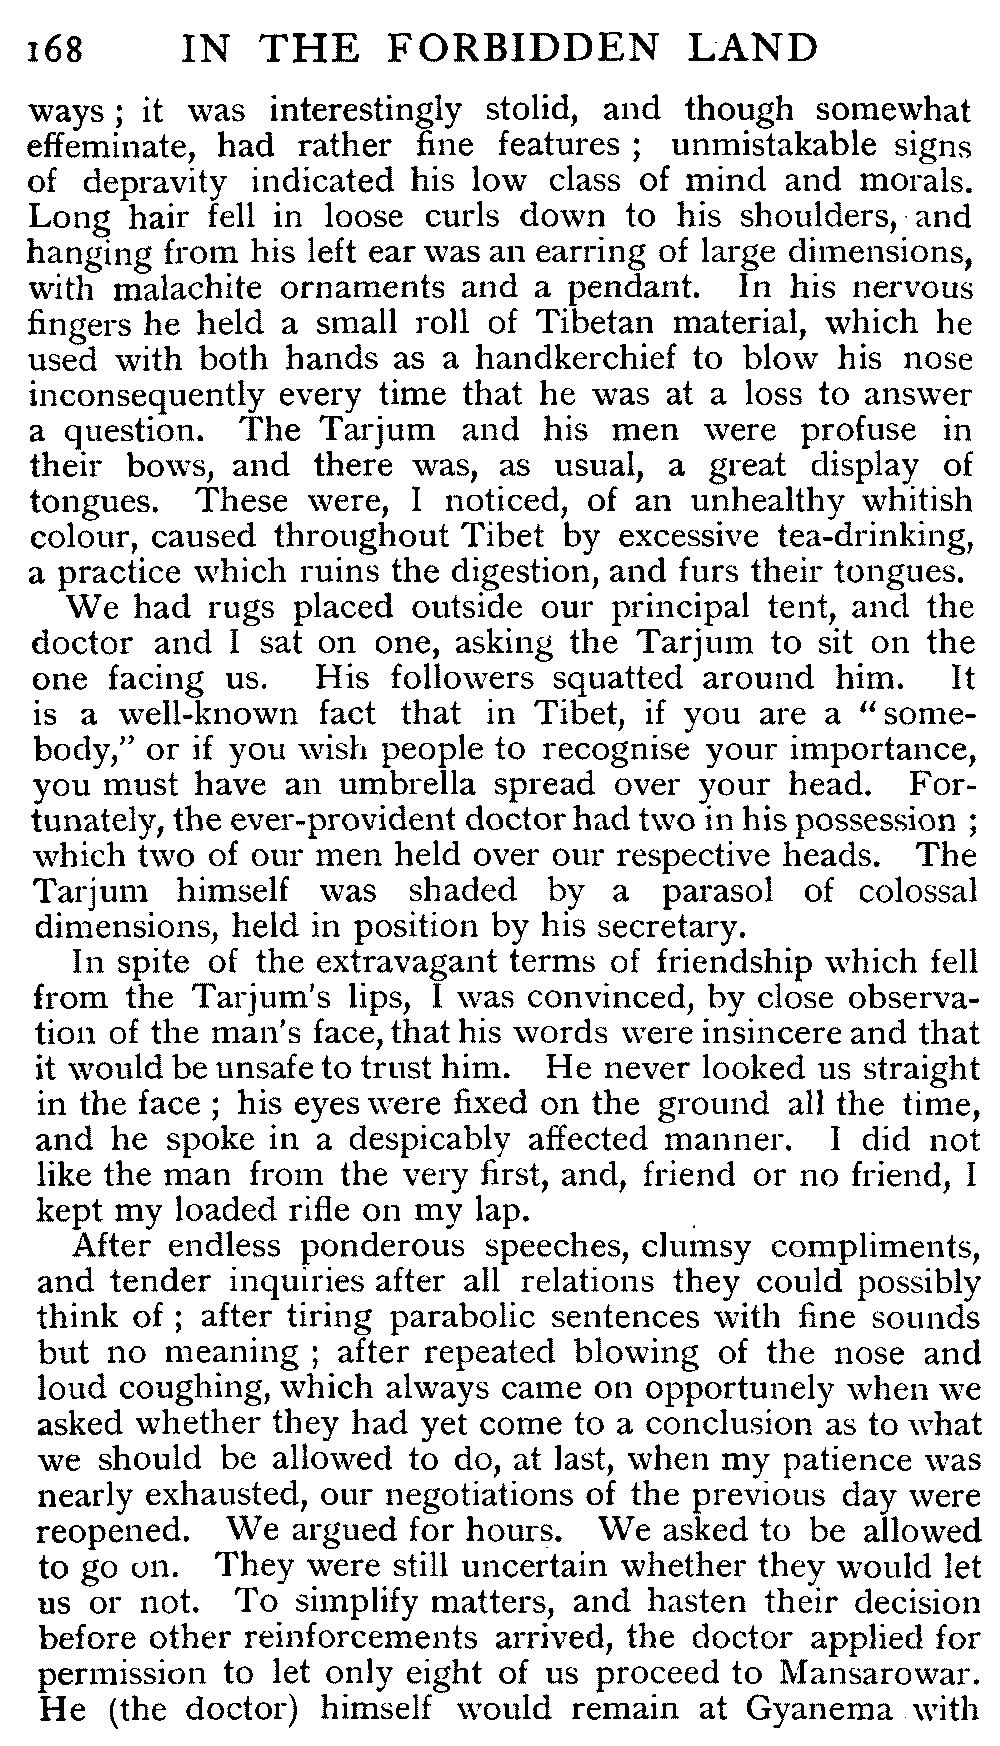 168 IN THE FORBIDDEN LAND
ways ; it was interestingly stolid, and though somewhat
effeminate, had rather fine features ; unmistakable signs
of depravity indicated his low class of mind and morals.
Long hair fell in loose curls down to his shoulders, and
hanging from his left ear was an earring of large dimensions,
with malachite ornaments and a pendant. In his nervous
fingers he held a small roll of Tibetan material, which he
used with both hands as a handkerchief to blow his nose
inconsequently every time that he was at a loss to answer
a question. The Tarjum and his men were profuse in
their bows, and there was, as usual, a great display of
tongues. These were, I noticed, of an unhealthy whitish
colour, caused throughout Tibet by excessive tea-drinking,
a practice which ruins the digestion, and furs their tongues.
We had rugs placed outside our principal tent, and the
doctor and I sat on one, asking the Tarjum to sit on the
one facing us. His followers squatted around him. It
is a well-known fact that in Tibet, if you are a “some-
body,” or if you wish people to recognise your importance,
you must have an umbrella spread over your head. For-
tunately, the ever-provident doctor had two in his possession ;
which two of our men held over our respective heads. The
Tarjum himself was shaded by a parasol of colossal
dimensions, held in position by his secretary.
In spite of the extravagant terms of friendship which fell
from the Tarjum's lips, I was convinced, by close observa-
tion of the man's face, that his words were insincere and that
it would be unsafe to trust him. He never looked us straight
in the face ; his eyes were fixed on the ground all the time,
and he spoke in a despicably affected manner. I did not
like the man from the very first, and, friend or no friend, I
kept my loaded rifle on my lap.
After endless ponderous speeches, clumsy compliments,
and tender inquiries after all relations they could possibly
think of ; after tiring parabolic sentences with fine sounds
but no meaning ; after repeated blowing of the nose and
loud coughing, which always came on opportunely when we
asked whether they had yet come to a conclusion as to what
we should be allowed to do, at last, when my patience was
nearly exhausted, our negotiations of the previous day were
reopened. We argued for hours. We asked to be allowed
to go on. They were still uncertain whether they would let
us or not. To simplify matters, and hasten their decision
before other reinforcements arrived, the doctor applied for
permission to let only eight of us proceed to Mansarowar.
He (the doctor) himself would remain at Gyanema with